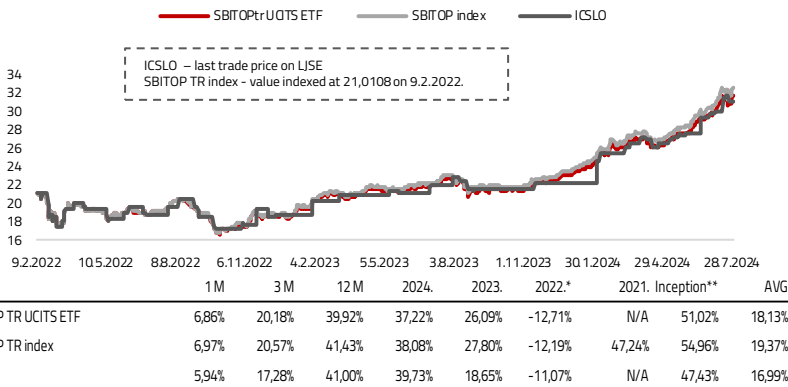 SBITOPtr UCITS ETF SBITOP index ICSLO
ICSLO – last trade price on LJSE
SBITOP TR index - value indexed at 21,0108 on 9.2.2022.
34
32
30
28
26
24
22
20
18
16
9.2.2022 10.5.2022 8.8.2022 6.11.2022 4.2.2023 5.5.2023 3.8.2023 1.11.2023 30.1.2024 29.4.2024 28.7.2024
1 M 3 M 12 M 2024. 2023. 2022.* 2021. Inception** AVG
P TR UCITS ETF 6,86% 20,18% 39,92% 37,22% 26,09% -12,71% N/A 51,02% 18,13%
P TR index 6,97% 20,57% 41,43% 38,08% 27,80% -12,19% 47,24% 54,96% 19,37%
5,94% 17,28% 41,00% 39,73% 18,65% -11,07% N/A 47,43% 16,99%